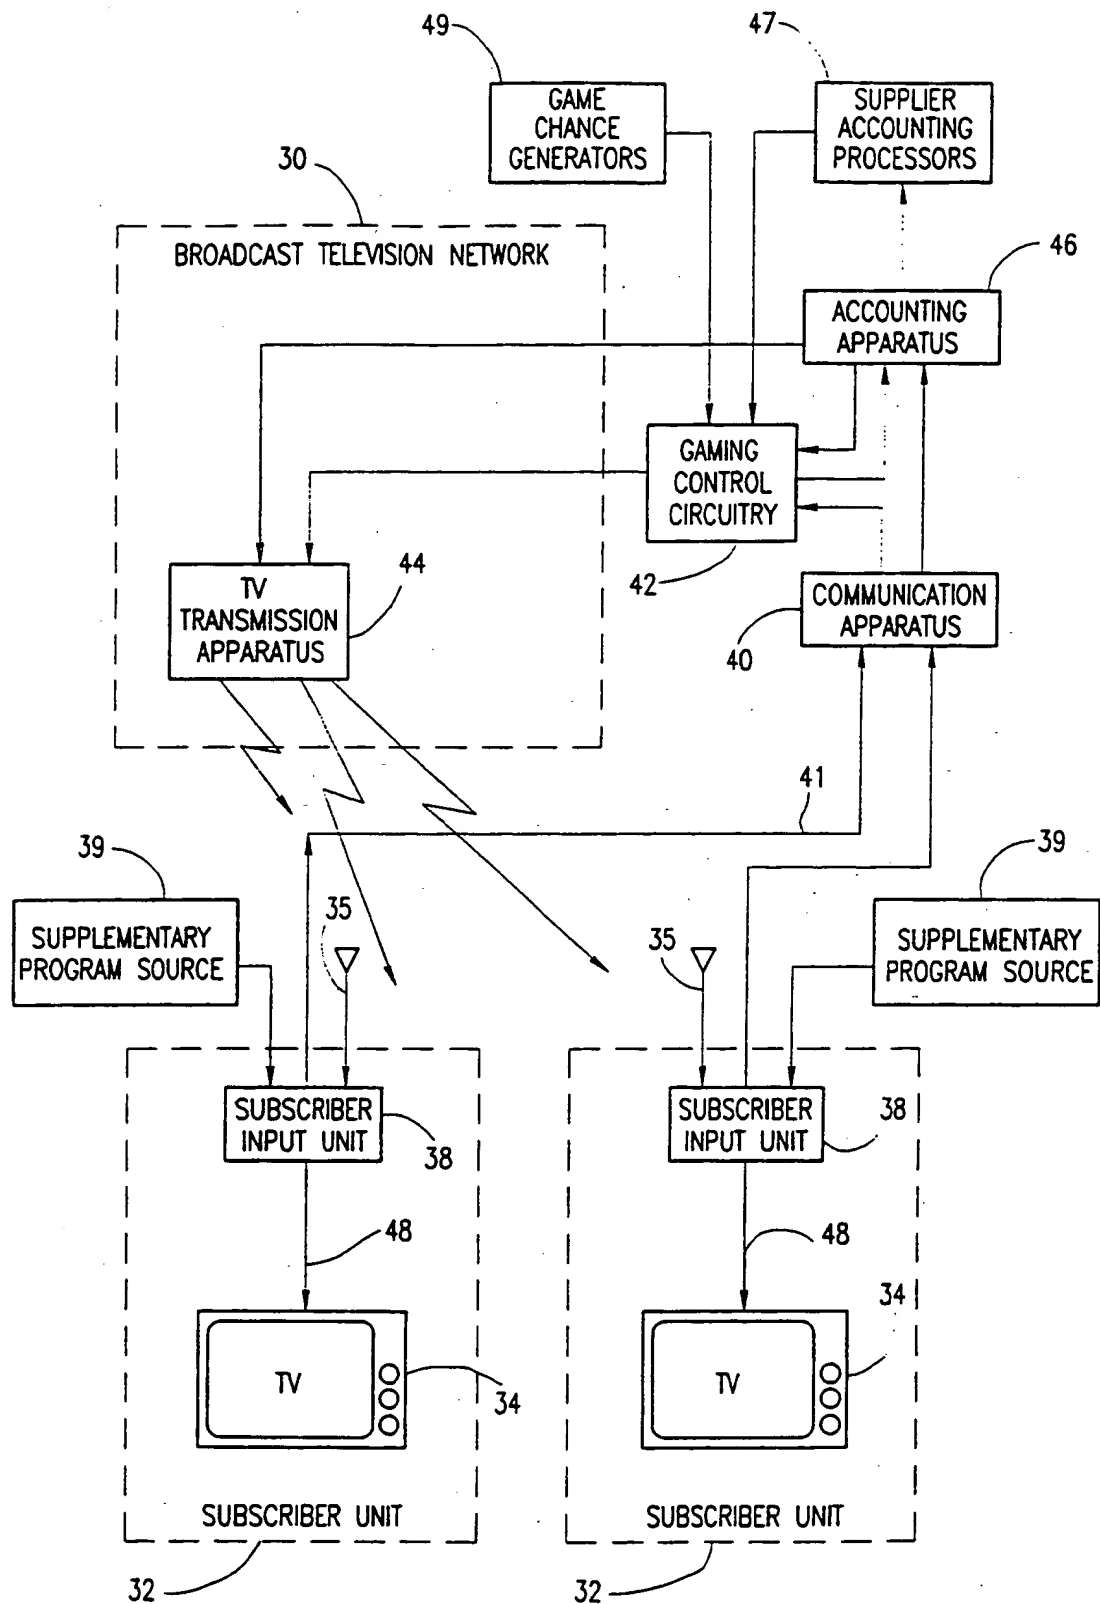 49
47
GAME
CHANCE
GENERATORS
SUPPLIER
ACCOUNTING
PROCESSORS
30
BROADCAST TELEVISION NETWORK
46
ACCOUNTING
APPARATUS
GAMING
CONTROL
CIRCUITRY
42
TV
TRANSMISSION
APPARATUS
44
COMMUNICATION
APPARATUS
40
41
39
SUPPLEMENTARY
PROGRAM SOURCE
35
35
39
SUPPLEMENTARY
PROGRAM SOURCE
SUBSCRIBER
INPUT UNIT
38
SUBSCRIBER
INPUT UNIT
38
48
48
TV
34
TV
34
SUBSCRIBER UNIT
SUBSCRIBER UNIT
32
32